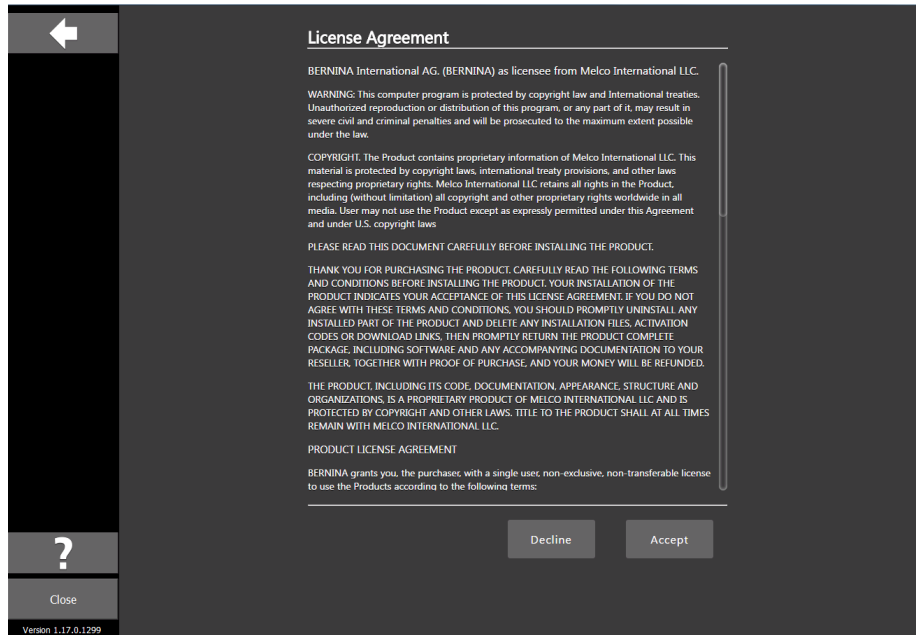 License Agreement
BERNINA International AG. (BERNINA) as licensee from Melco International LLC.
WARNING: This computer program is protected by copyright law and International treaties.
Unauthorized reproduction or distribution of this program, or any part of it, may result in
severe civil and criminal penalties and will be prosecuted to the maximum extent possible
under the law.
COPYRIGHT. The Product contains proprietary information of Melco International LLC. This
material is protected by copyright laws, international treaty provisions, and other laws
respecting proprietary rights. Melco International LLC retains all rights in the Product,
including (without limitation) all copyright and other proprietary rights worldwide in all
media. User may not use the Product except as expressly permitted under this Agreement
and under U.S. copyright laws
PLEASE READ THIS DOCUMENT CAREFULLY BEFORE INSTALLING THE PRODUCT.
THANK YOU FOR PURCHASING THE PRODUCT. CAREFULLY READ THE FOLLOWING TERMS
AND CONDITIONS BEFORE INSTALLING THE PRODUCT. YOUR INSTALLATION OF THE
PRODUCT INDICATES YOUR ACCEPTANCE OF THIS LICENSE AGREEMENT. IF YOU DO NOT
AGREE WITH THESE TERMS AND CONDITIONS, YOU SHOULD PROMPTLY UNINSTALL ANY
INSTALLED PART OF THE PRODUCT AND DELETE ANY INSTALLATION FILES, ACTIVATION
CODES OR DOWNLOAD LINKS, THEN PROMPTLY RETURN THE PRODUCT COMPLETE
PACKAGE, INCLUDING SOFTWARE AND ANY ACCOMPANYING DOCUMENTATION TO YOUR
RESELLER, TOGETHER WITH PROOF OF PURCHASE, AND YOUR MONEY WILL BE REFUNDED.
THE PRODUCT, INCLUDING ITS CODE, DOCUMENTATION, APPEARANCE, STRUCTURE AND
ORGANIZATIONS, IS A PROPRIETARY PRODUCT OF MELCO INTERNATIONAL LLC AND IS
PROTECTED BY COPYRIGHT AND OTHER LAWS. TITLE TO THE PRODUCT SHALL AT ALL TIMES
REMAIN WITH MELCO INTERNATIONAL LLC.
PRODUCT LICENSE AGREEMENT
BERNINA grants you, the purchaser, with a single user, non-exclusive, non-transferable license
to use the Products according to the following terms:
Decline
Accept
?
Close
Version 1.17.0.1299